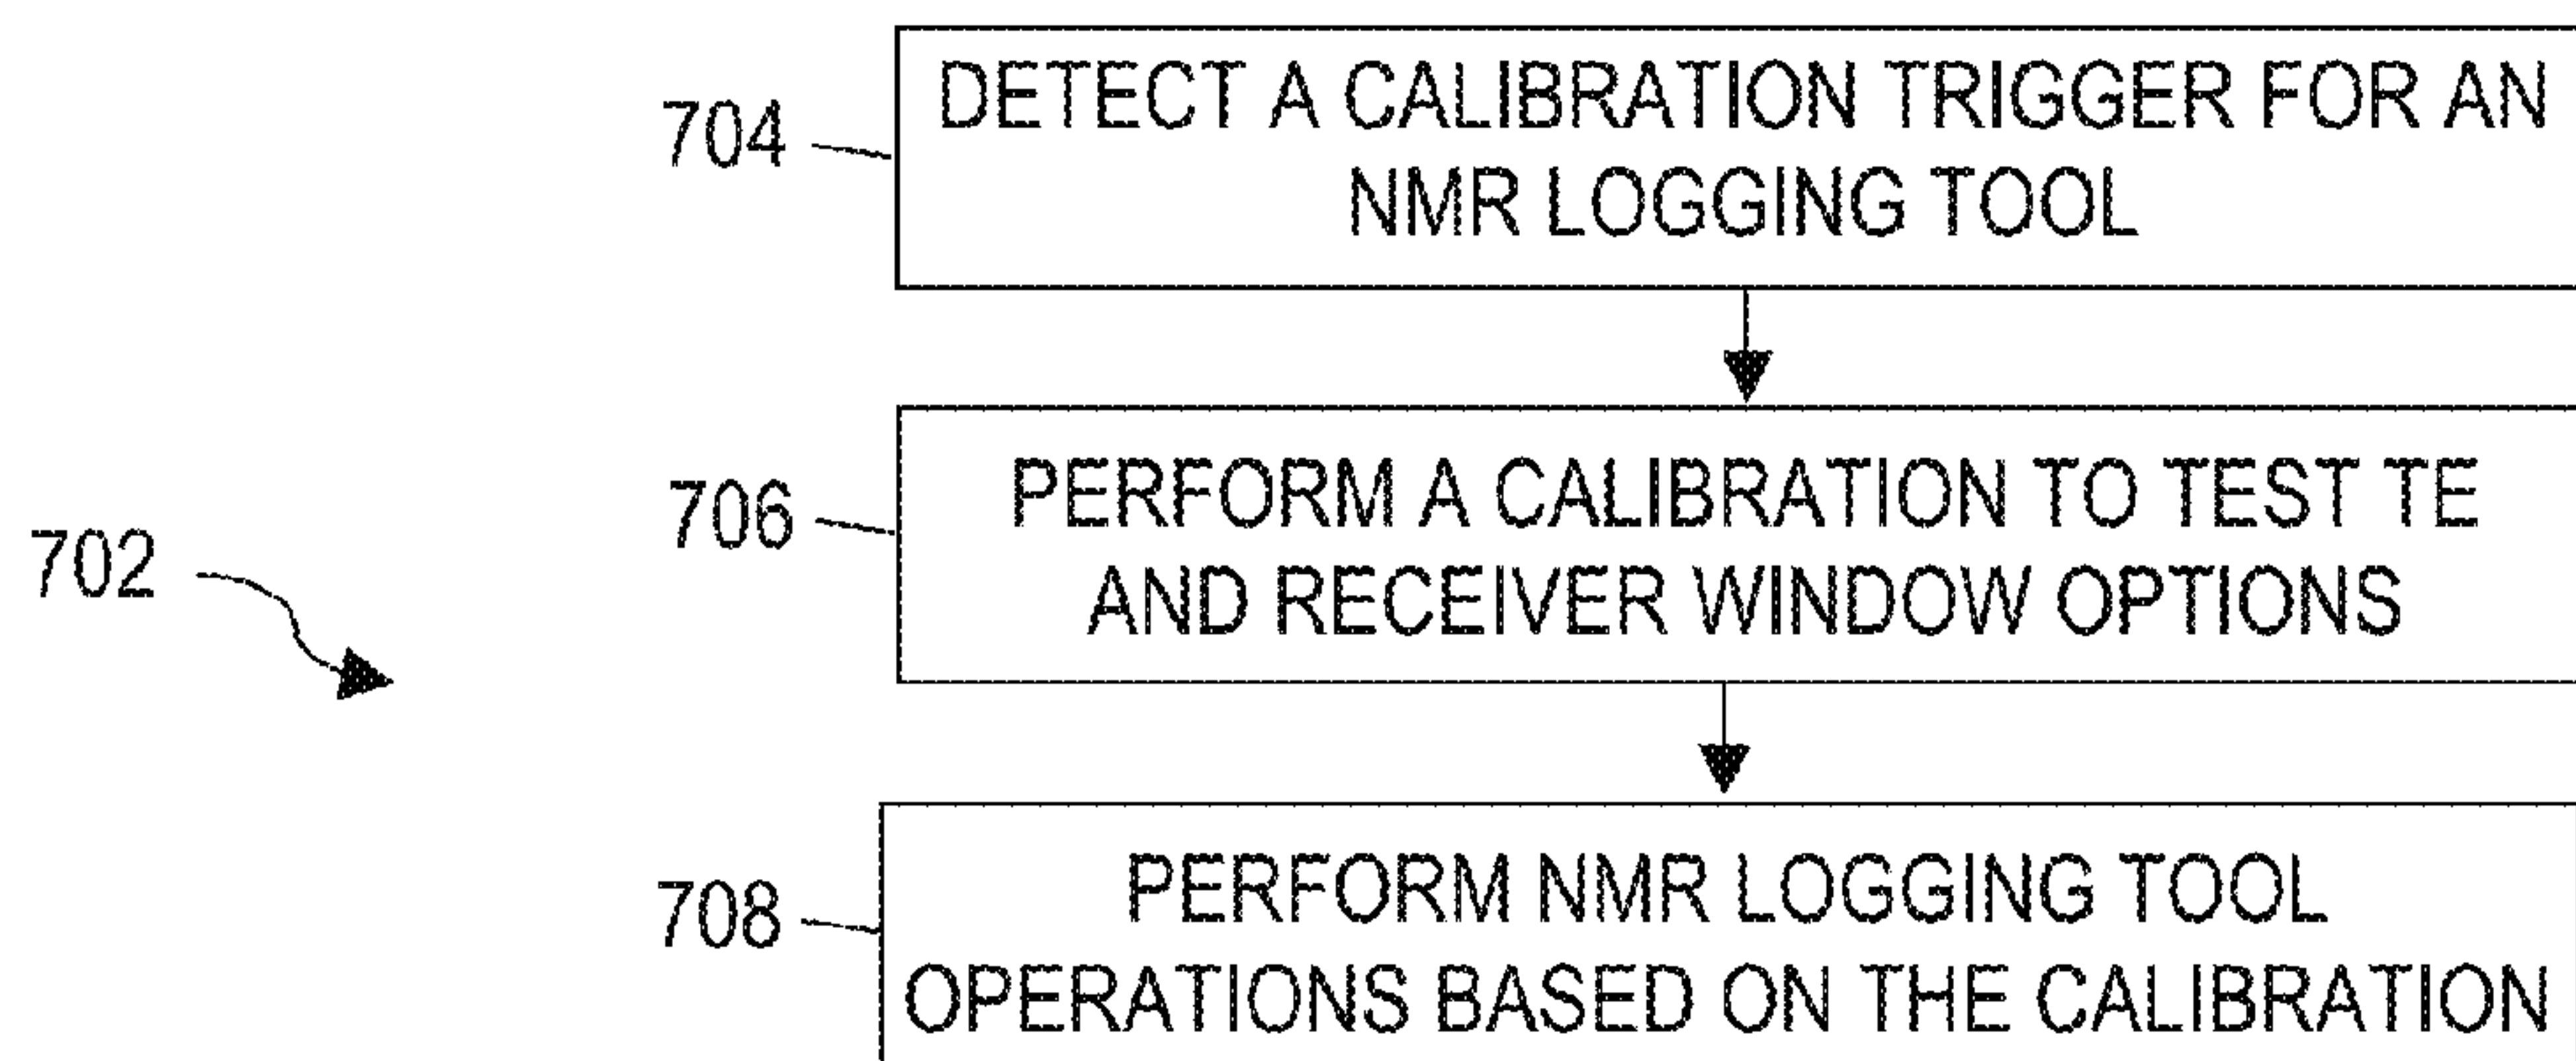 704
DETECT A CALIBRATION TRIGGER FOR AN
NMR LOGGING TOOL
706
PERFORM A CALIBRATION TO TEST TE
AND RECEIVER WINDOW OPTIONS
702
708
PERFORM NMR LOGGING TOOL
OPERATIONS BASED ON THE CALIBRATION